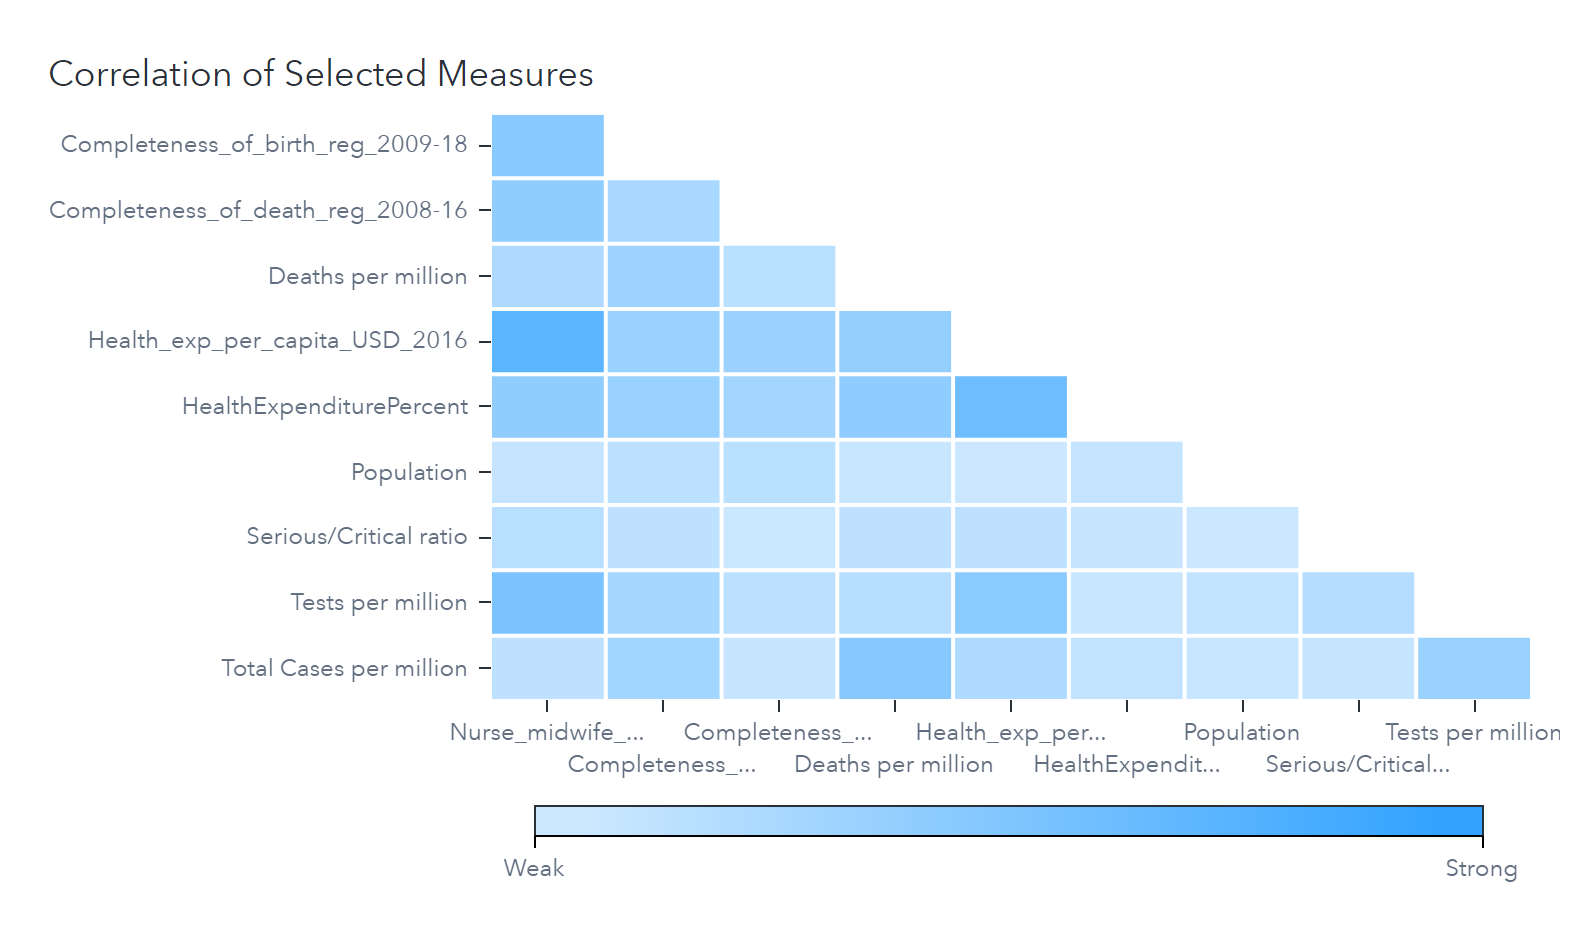 Correlation of Selected Measures
Completeness_of_birth_reg_2009-18
Completeness_of_death_reg_2008-16
Deaths per million
Health_exp_per_capita_USD_2016
HealthExpenditurePercent
Population
Serious/Critical ratio
Tests per million
Total Cases per million
Nurse_midwife_... Completeness_... Health_exp_per... Population Tests per million
Completeness_... Deaths per million HealthExpendit... Serious/Critical...
Weak Strong